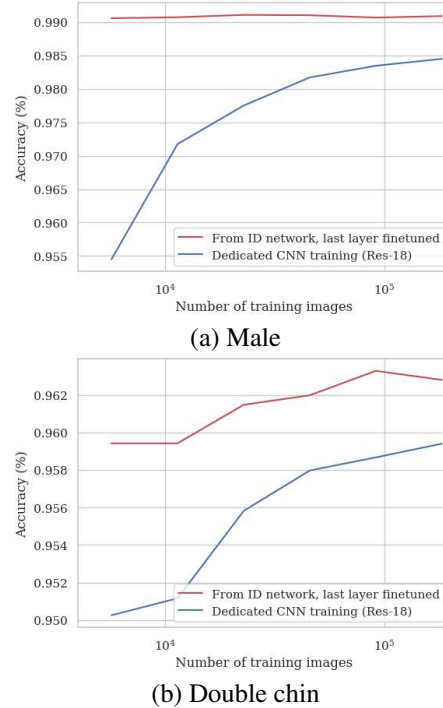 0.990
0.985
0.980
0.975
0.970
0.965
0.960
0.955
Accuracy (%)
From ID network, last layer finetuned
Dedicated CNN training (Res-18)
10⁴
10⁵
Number of training images
(a) Male
0.962
0.960
0.958
0.956
0.954
0.952
0.950
Accuracy (%)
From ID network, last layer finetuned
Dedicated CNN training (Res-18)
10⁴
10⁵
Number of training images
(b) Double chin